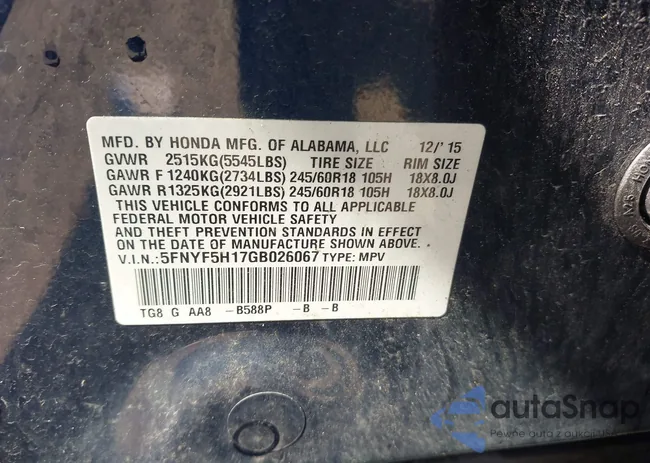 MFD. BY HONDA MFG. OF ALABAMA, LLC 12/'15
GVWR 2515KG(5545LBS) TIRE SIZE RIM SIZE
GAWR F 1240KG(2734LBS) 245/60R18 105H 18X8.0J
GAWR R 1325KG(2921LBS) 245/60R18 105H 18X8.0J
THIS VEHICLE CONFORMS TO ALL APPLICABLE
FEDERAL MOTOR VEHICLE SAFETY
AND THEFT PREVENTION STANDARDS IN EFFECT
ON THE DATE OF MANUFACTURE SHOWN ABOVE.
V.I.N.:5FNYF5H17GB026067 TYPE: MPV
TG8 G AA8 -B588P -B -B
autoSnap
Pewne auta z aukcji